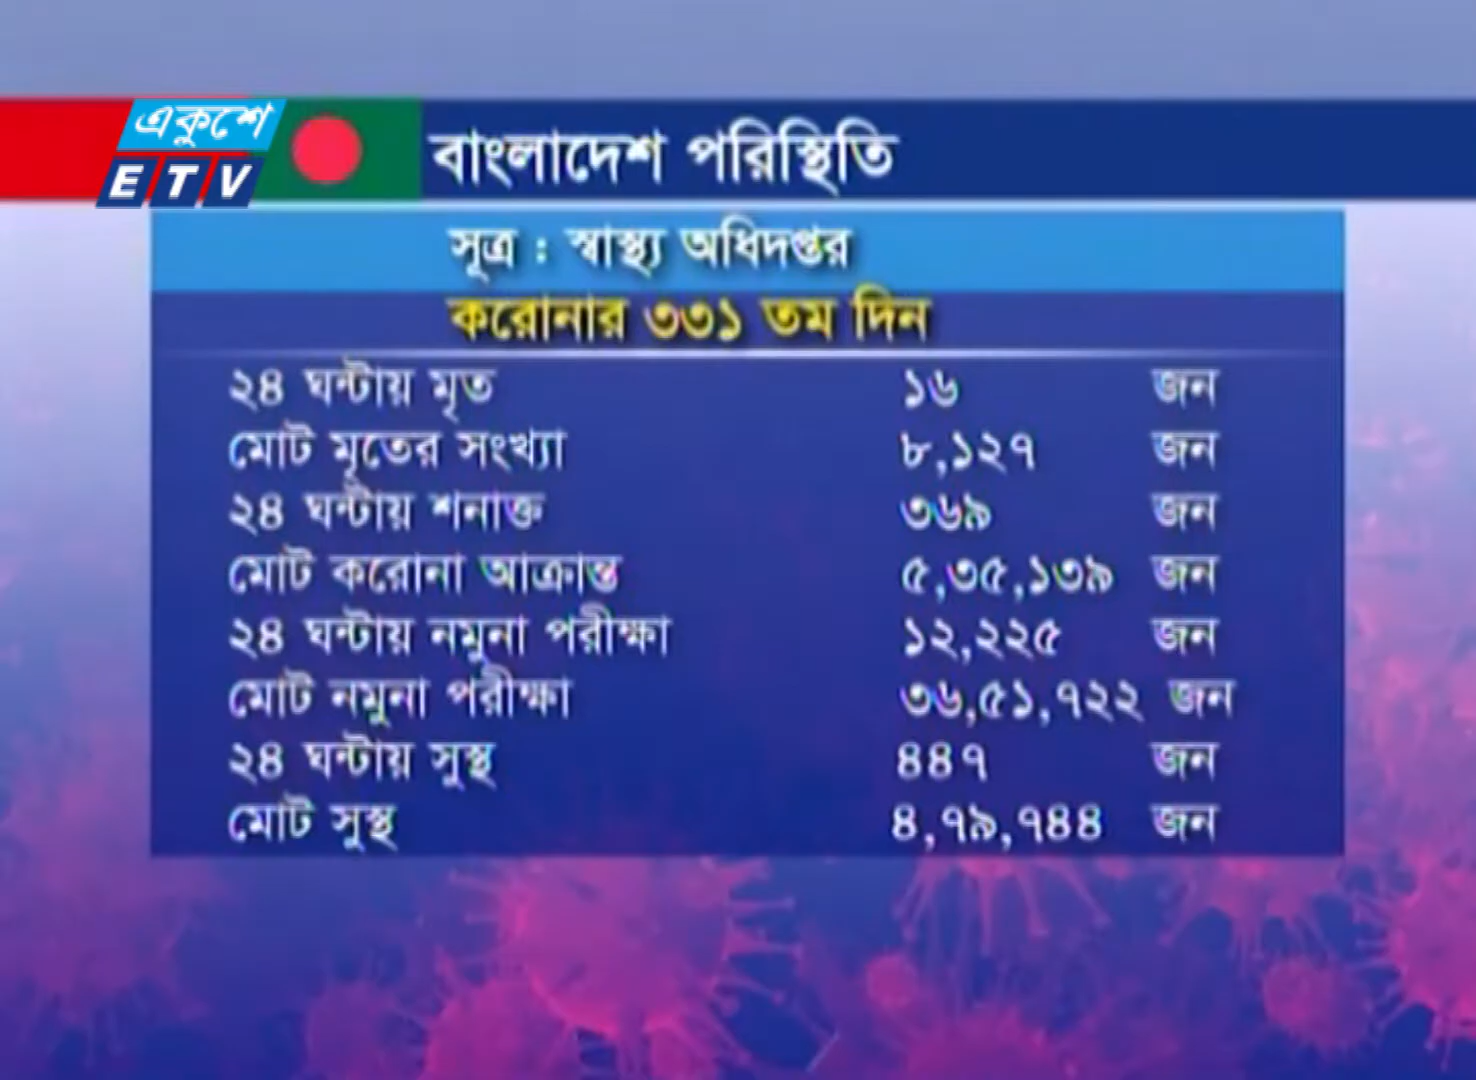 একুশে
ETV
বাংলাদেশ পরিস্থিতি
সূত্র : স্বাস্থ্য অধিদপ্তর
করোনার ৩৩১ তম দিন
২৪ ঘন্টায় মৃত ১৬ জন
মোট মৃতের সংখ্যা ৮,১২৭ জন
২৪ ঘন্টায় শনাক্ত ৩৬৯ জন
মোট করোনা আক্রান্ত ৫,৩৫,১৩৯ জন
২৪ ঘন্টায় নমুনা পরীক্ষা ১২,২২৫ জন
মোট নমুনা পরীক্ষা ৩৬,৫১,৭২২ জন
২৪ ঘন্টায় সুস্থ ৪৪৭ জন
মোট সুস্থ ৪,৭৯,৭৪৪ জন